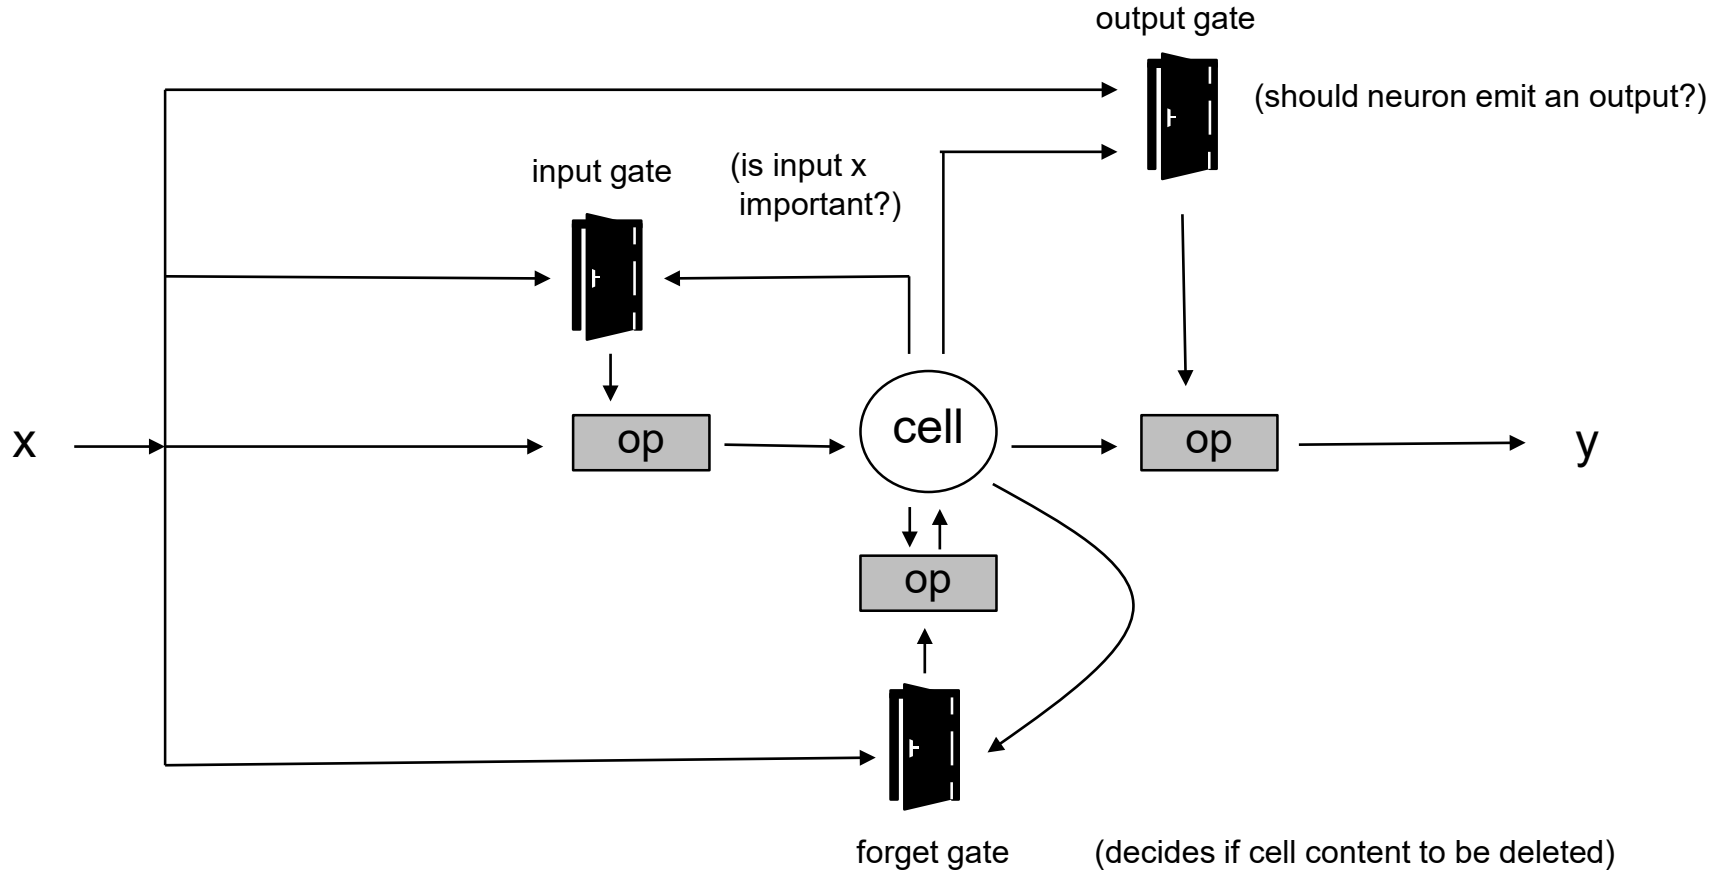 output gate
(should neuron emit an output?)
input gate
(is input x
important?)
x
op
cell
op
y
op
forget gate
(decides if cell content to be deleted)